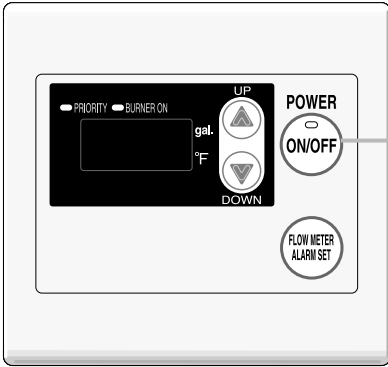 UP
PRIORITY BURNER ON
gal.
°F
DOWN
POWER
ON/OFF
FLOW METER
ALARM SET